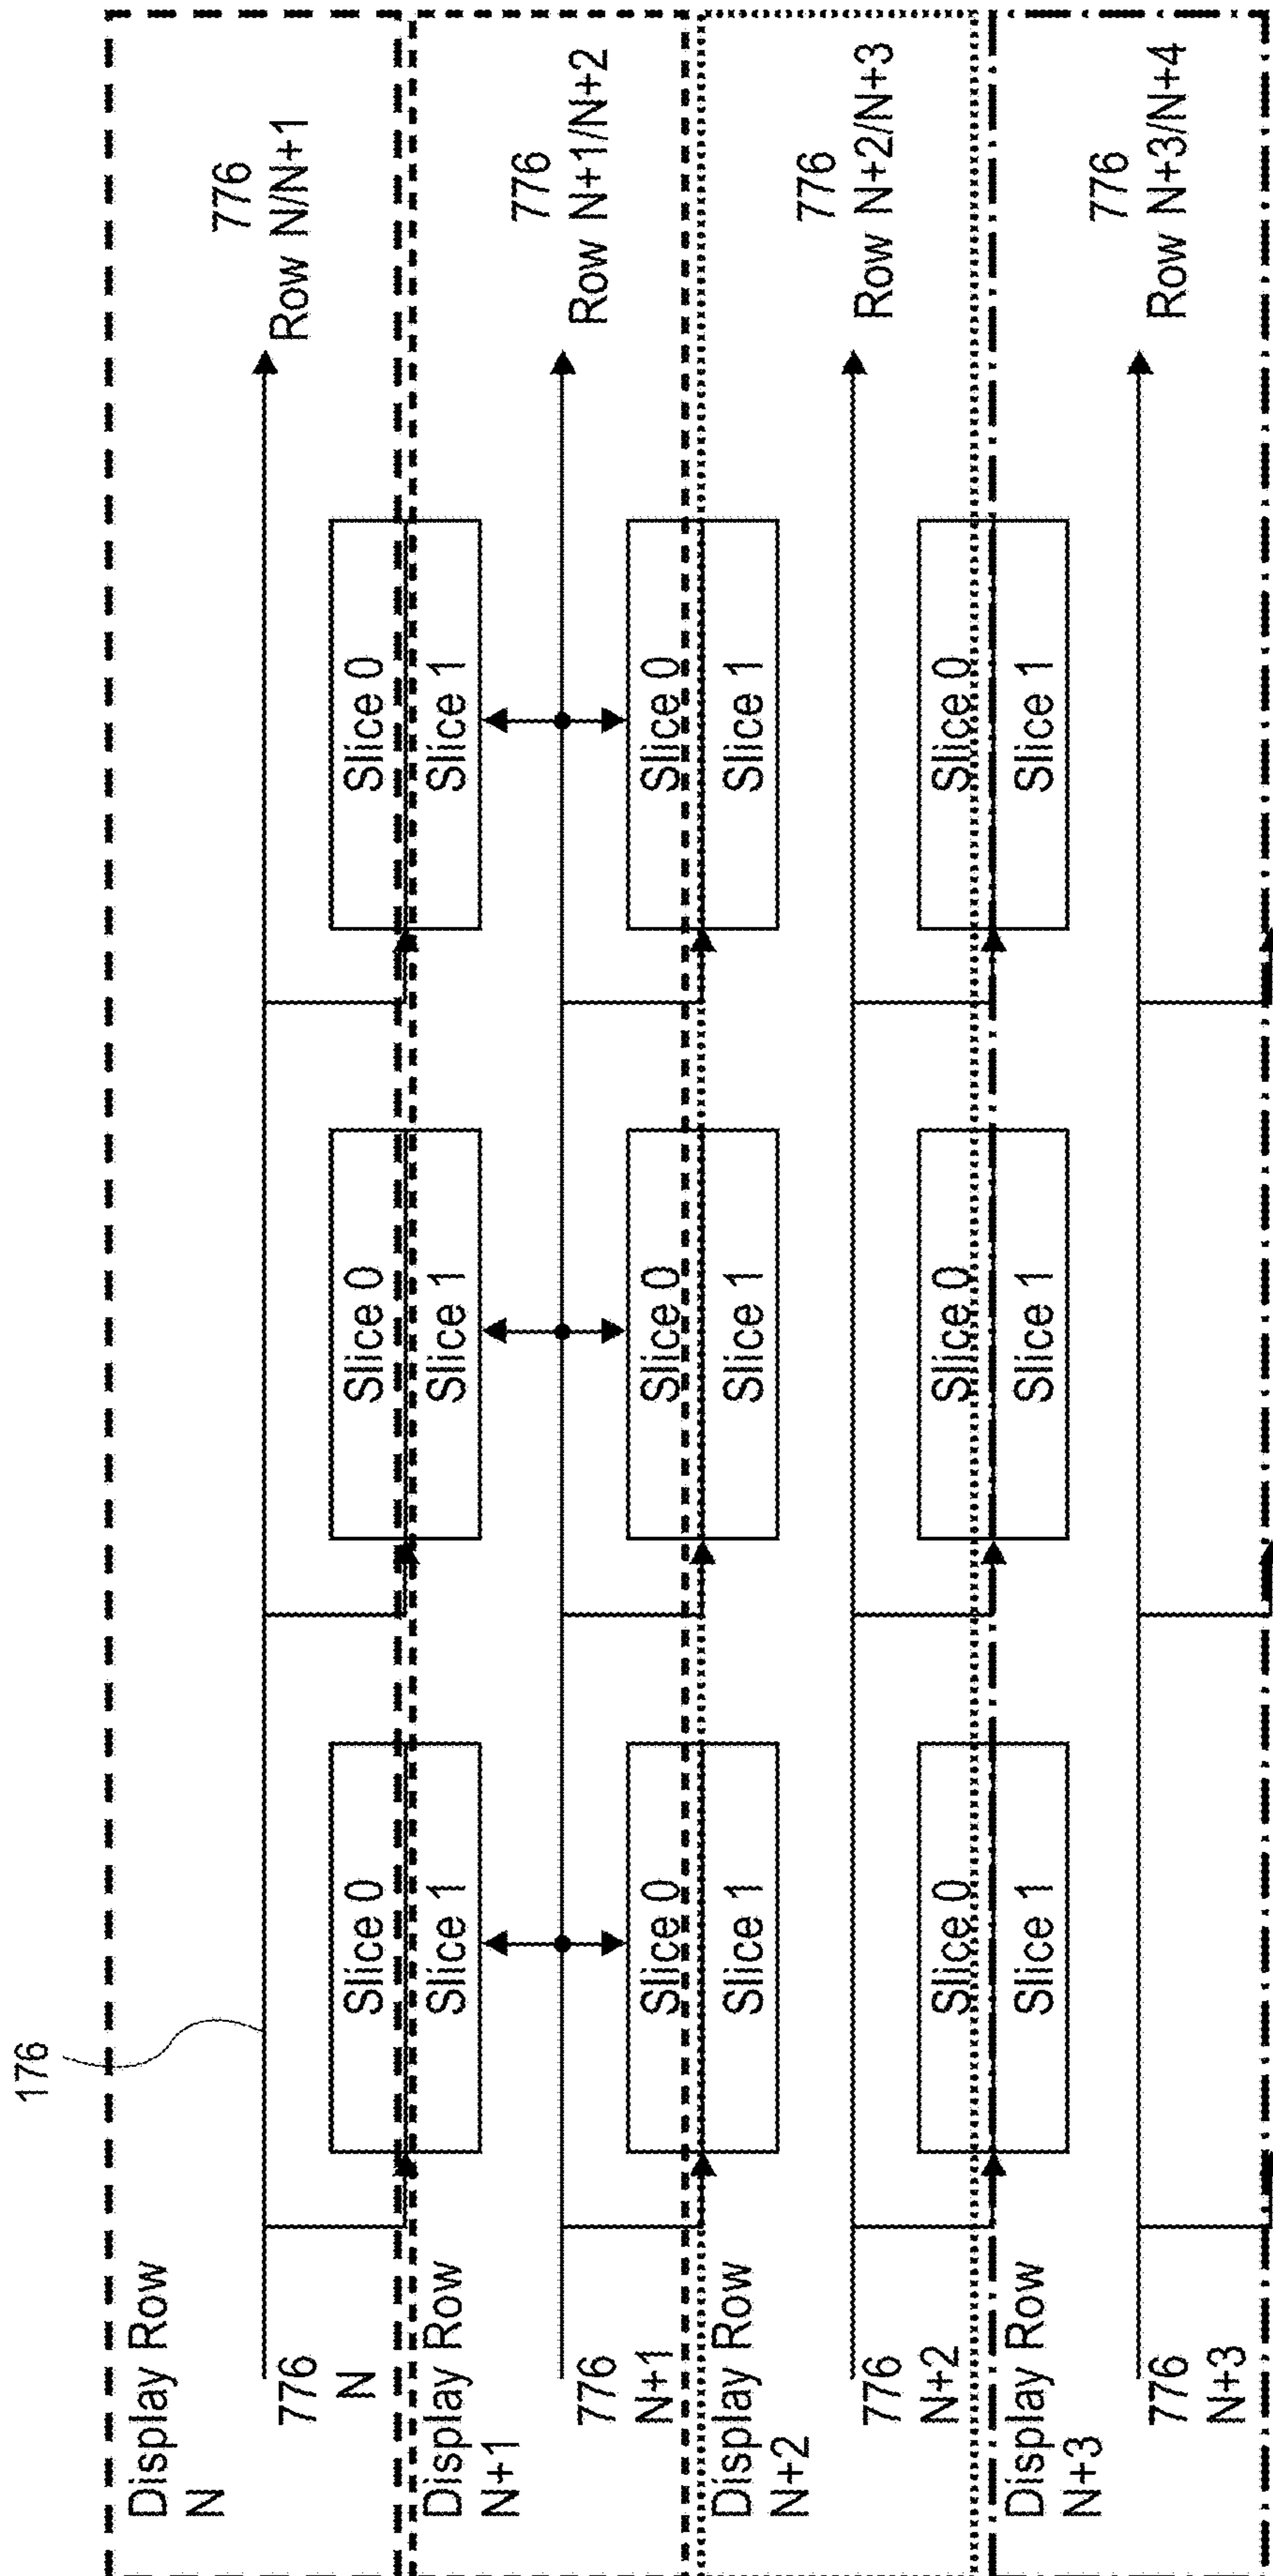 176
Display Row
N
776
N
776
Row N/N+1
Slice 0
Slice 1
Slice 0
Slice 1
Slice 0
Slice 1
Display Row
N+1
776
N+1
776
Row N+1/N+2
Slice 0
Slice 1
Slice 0
Slice 1
Slice 0
Slice 1
Display Row
N+2
776
N+2
776
Row N+2/N+3
Slice 0
Slice 1
Slice 0
Slice 1
Slice 0
Slice 1
Display Row
N+3
776
N+3
776
Row N+3/N+4